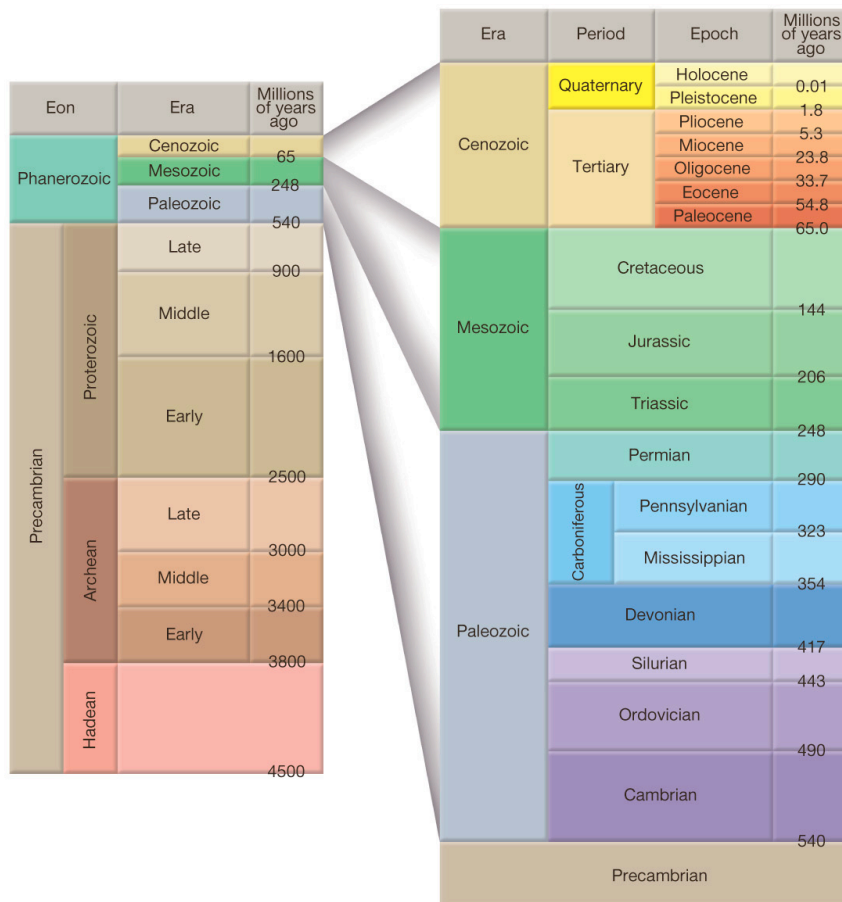 Eon
Era
Millions
of years
ago
Phanerozoic
Cenozoic
65
Mesozoic
248
Paleozoic
540
Precambrian
Proterozoic
Late
900
Middle
1600
Early
2500
Archean
Late
3000
Middle
3400
Early
3800
Hadean
4500
Era
Period
Epoch
Millions
of years
ago
Cenozoic
Quaternary
Holocene
0.01
Pleistocene
1.8
Tertiary
Pliocene
5.3
Miocene
23.8
Oligocene
33.7
Eocene
54.8
Paleocene
65.0
Mesozoic
Cretaceous
144
Jurassic
206
Triassic
248
Paleozoic
Permian
290
Carboniferous
Pennsylvanian
323
Mississippian
354
Devonian
417
Silurian
443
Ordovician
490
Cambrian
540
Precambrian